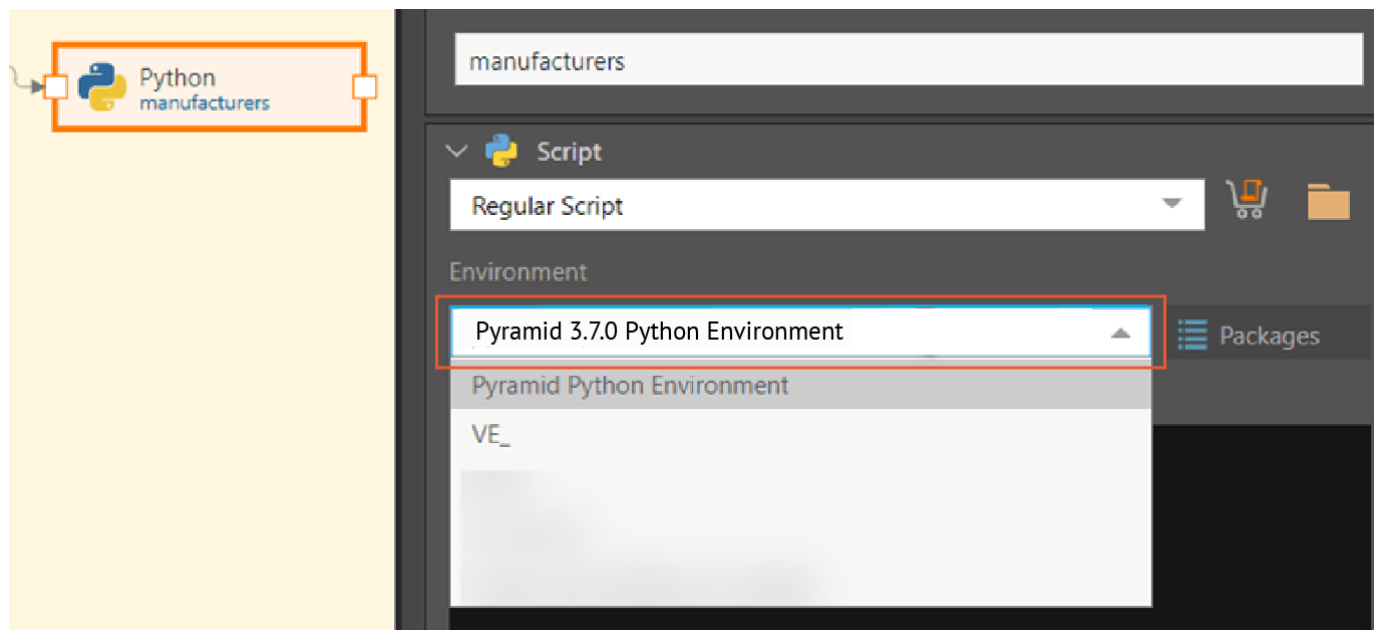 Python
manufacturers
manufacturers
Script
Regular Script
Environment
Pyramid 3.7.0 Python Environment
Packages
Pyramid Python Environment
VE_